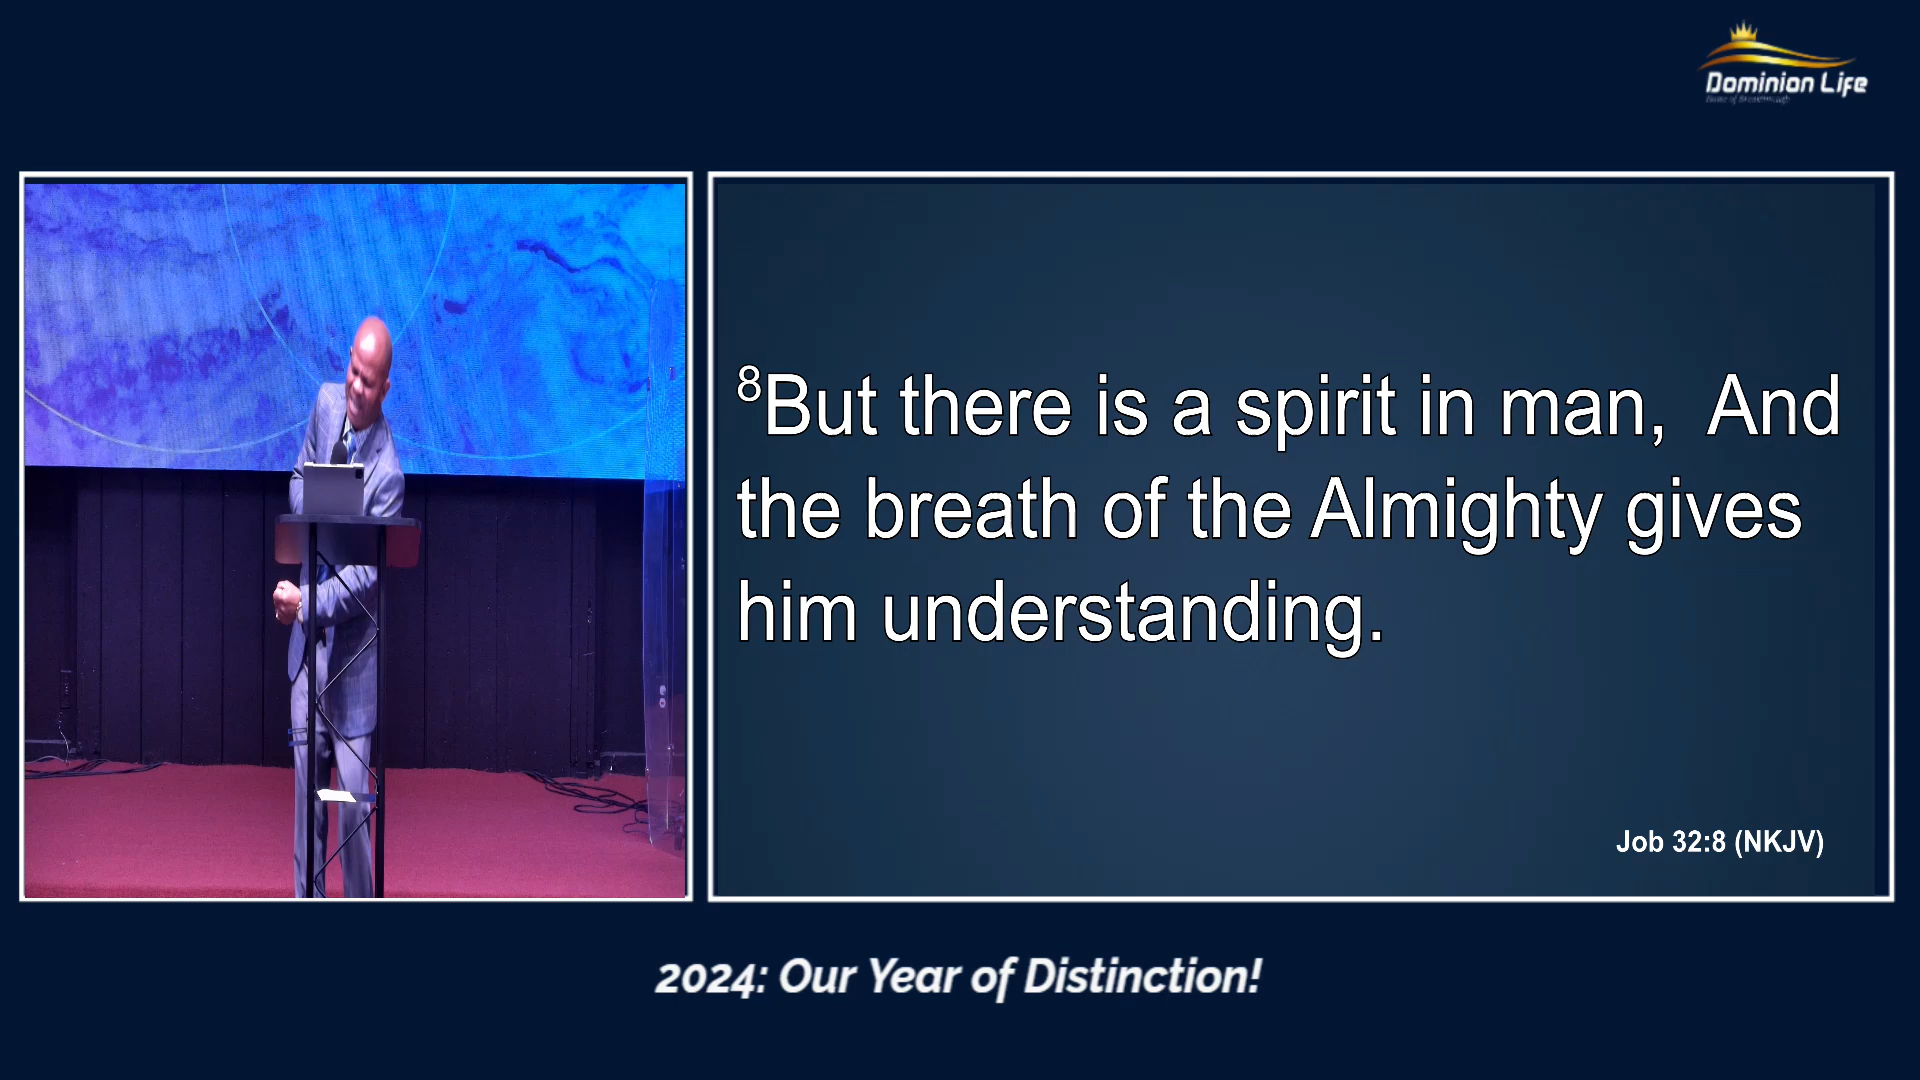 Dominion Life
⁸But there is a spirit in man, And
the breath of the Almighty gives
him understanding.
Job 32:8 (NKJV)
2024: Our Year of Distinction!